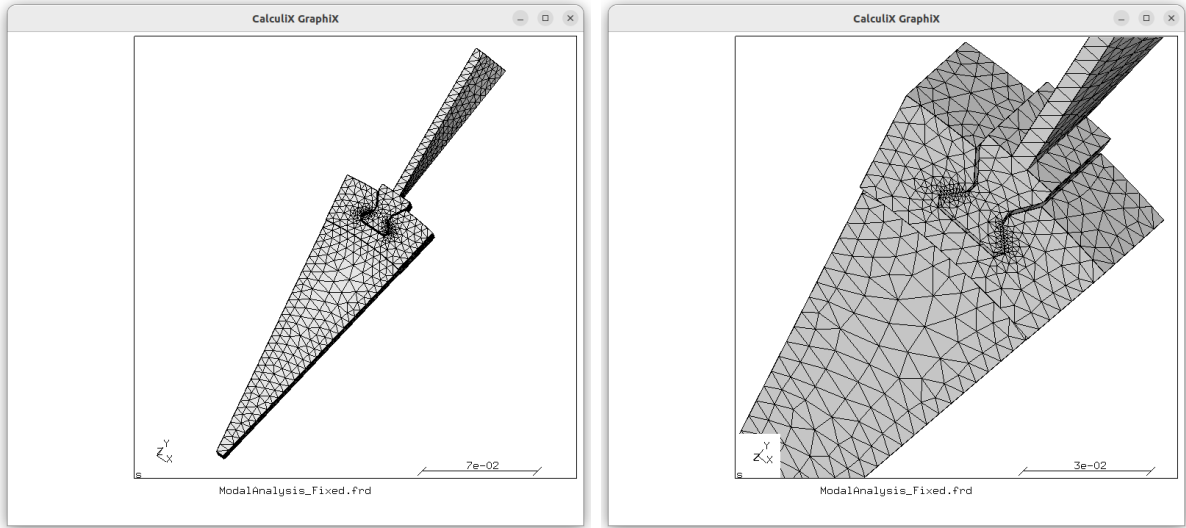 CalculiX GraphiX
Y
Z
X
7e-02
s
ModalAnalysis_Fixed.frd
CalculiX GraphiX
Y
Z
X
3e-02
s
ModalAnalysis_Fixed.frd